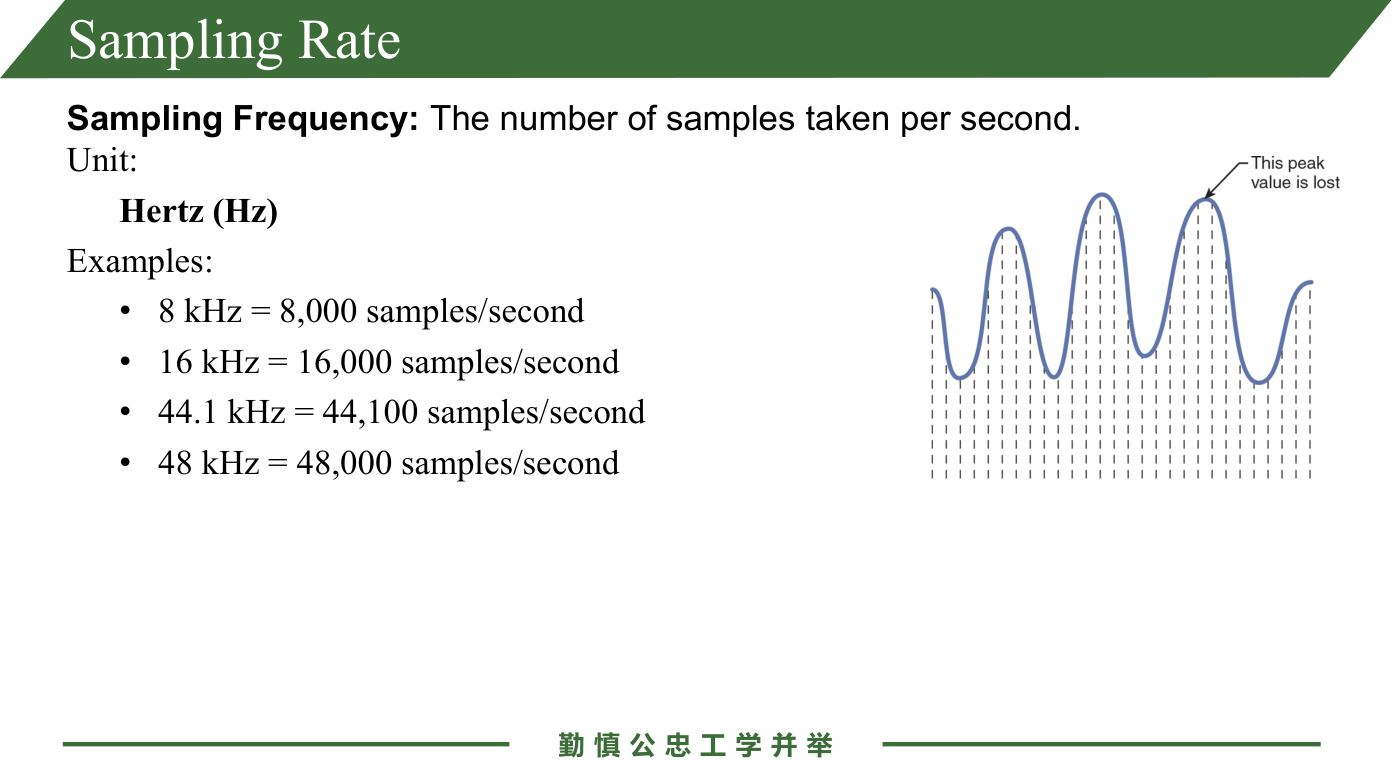 Sampling Rate
Sampling Frequency: The number of samples taken per second.
Unit:
Hertz (Hz)
Examples:
• 8 kHz = 8,000 samples/second
• 16 kHz = 16,000 samples/second
• 44.1 kHz = 44,100 samples/second
• 48 kHz = 48,000 samples/second
This peak
value is lost
勤慎公忠工学并举